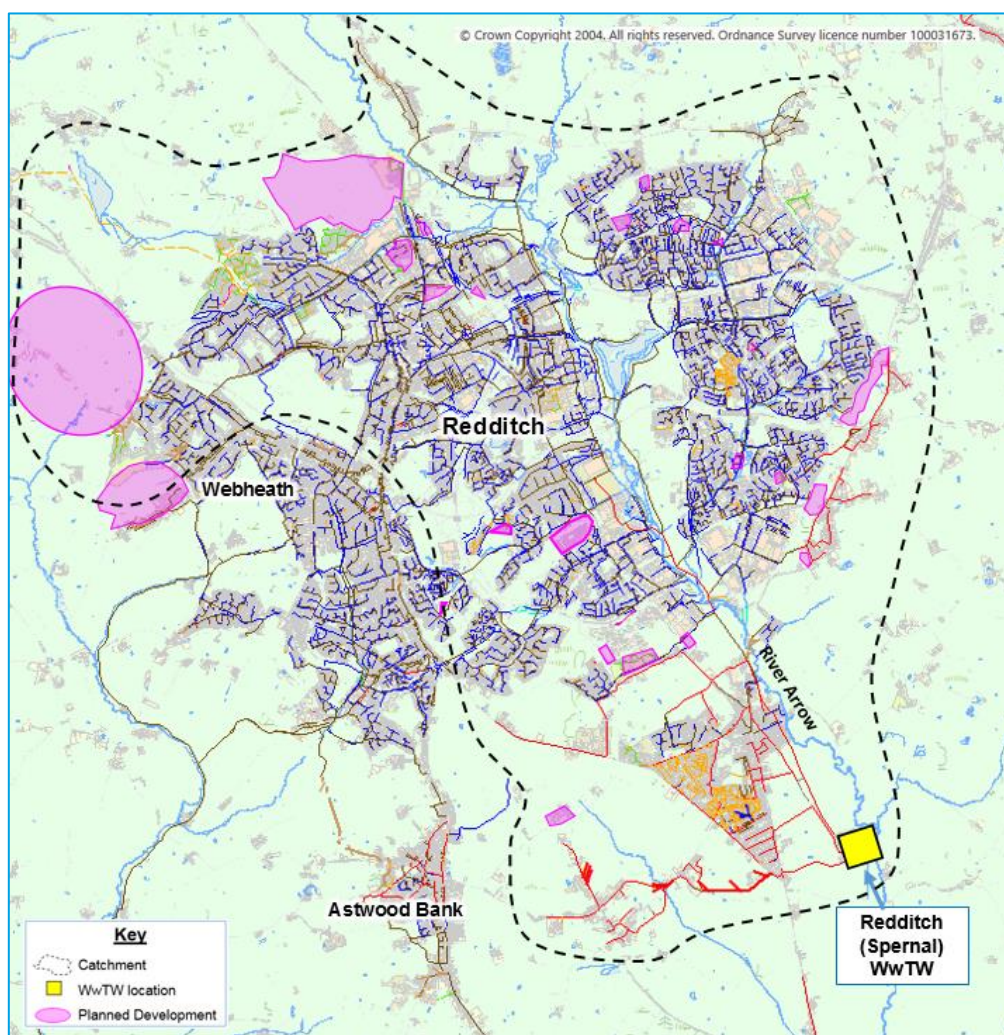 © Crown Copyright 2004. All rights reserved. Ordnance Survey licence number 100031673.
Redditch
Webheath
River Arrow
Astwood Bank
Redditch
(Spernal)
WwTW
Key
Catchment
WwTW location
Planned Development